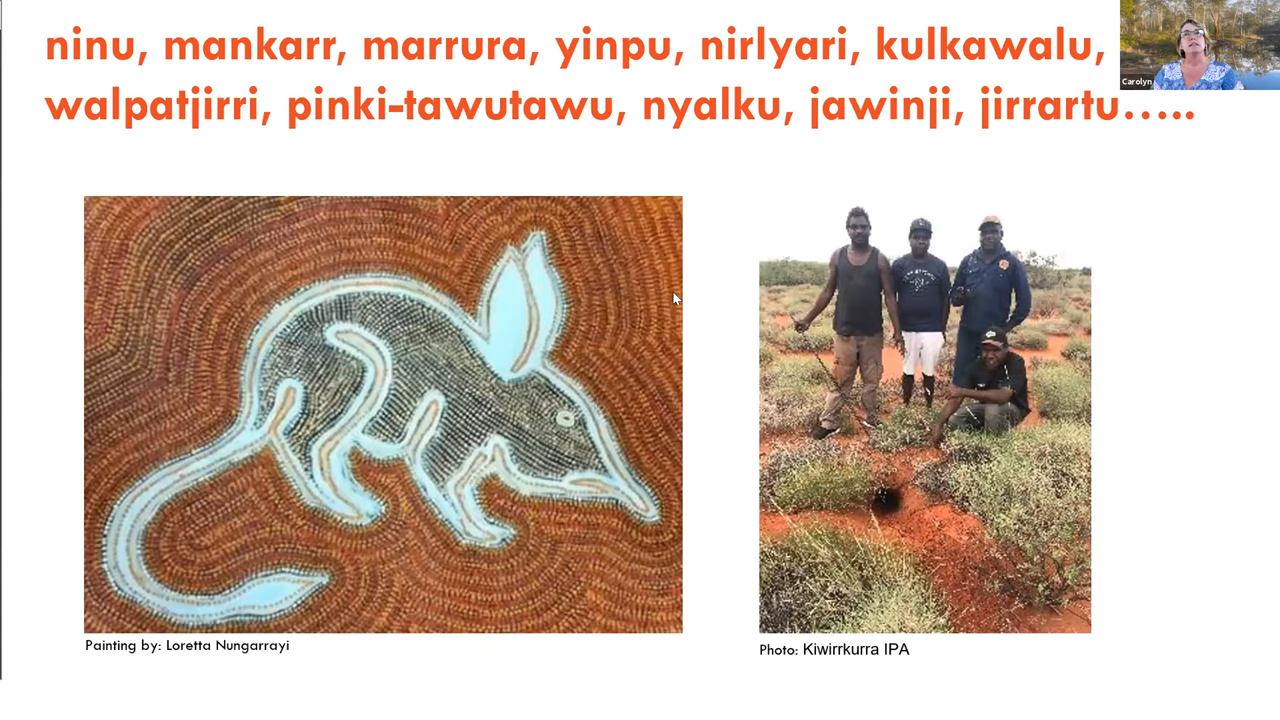 ninu, mankarr, marrura, yinpu, nirlyari, kulkawalu,
walpatjirri, pinki-tawutawu, nyalku, jawinji, jirrartu.....
Carolyn
Painting by: Loretta Nungarrayi
Photo: Kiwirrkurra IPA